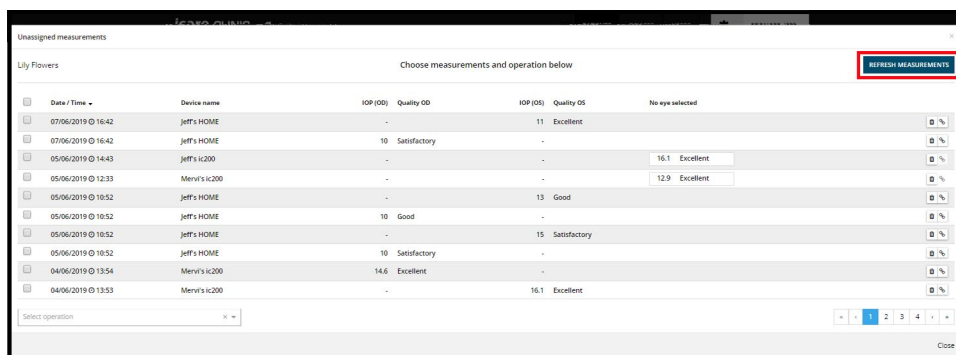 Unassigned measurements ×
Lily Flowers Choose measurements and operation below REFRESH MEASUREMENTS
Date / Time Device name IOP (OD) Quality OD IOP (OS) Quality OS No eye selected
07/06/2019 16:42 Jeff's HOME - 11 Excellent
07/06/2019 16:42 Jeff's HOME 10 Satisfactory -
05/06/2019 14:43 Jeff's ic200 - - 16.1 Excellent
05/06/2019 12:33 Mervi's ic200 - - 12.9 Excellent
05/06/2019 10:52 Jeff's HOME - 13 Good
05/06/2019 10:52 Jeff's HOME 10 Good -
05/06/2019 10:52 Jeff's HOME - 15 Satisfactory
05/06/2019 10:52 Jeff's HOME 10 Satisfactory -
04/06/2019 13:54 Mervi's ic200 14.6 Excellent -
04/06/2019 13:53 Mervi's ic200 - 16.1 Excellent
Select operation × « ‹ 1 2 3 4 › »
Close